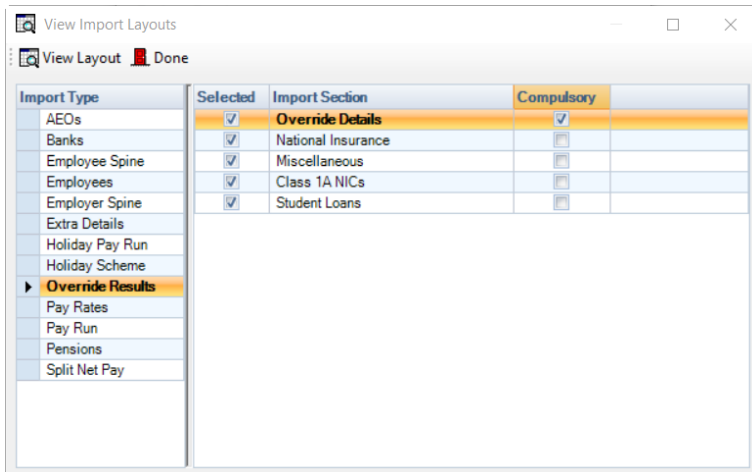 View Import Layouts
View Layout Done
Import Type Selected Import Section Compulsory
AEOs Override Details
Banks National Insurance
Employee Spine Miscellaneous
Employees Class 1A NICs
Employer Spine Student Loans
Extra Details
Holiday Pay Run
Holiday Scheme
Override Results
Pay Rates
Pay Run
Pensions
Split Net Pay